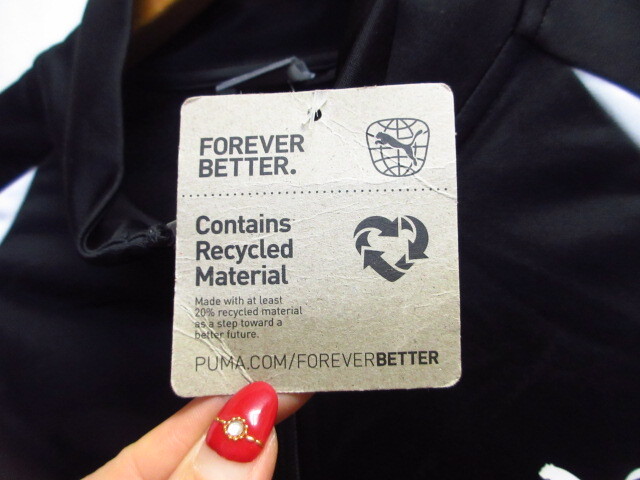 FOREVER
BETTER.
Contains
Recycled
Material
Made with at least
20% recycled material
as a step toward a
better future.
PUMA.COM/FOREVERBETTER